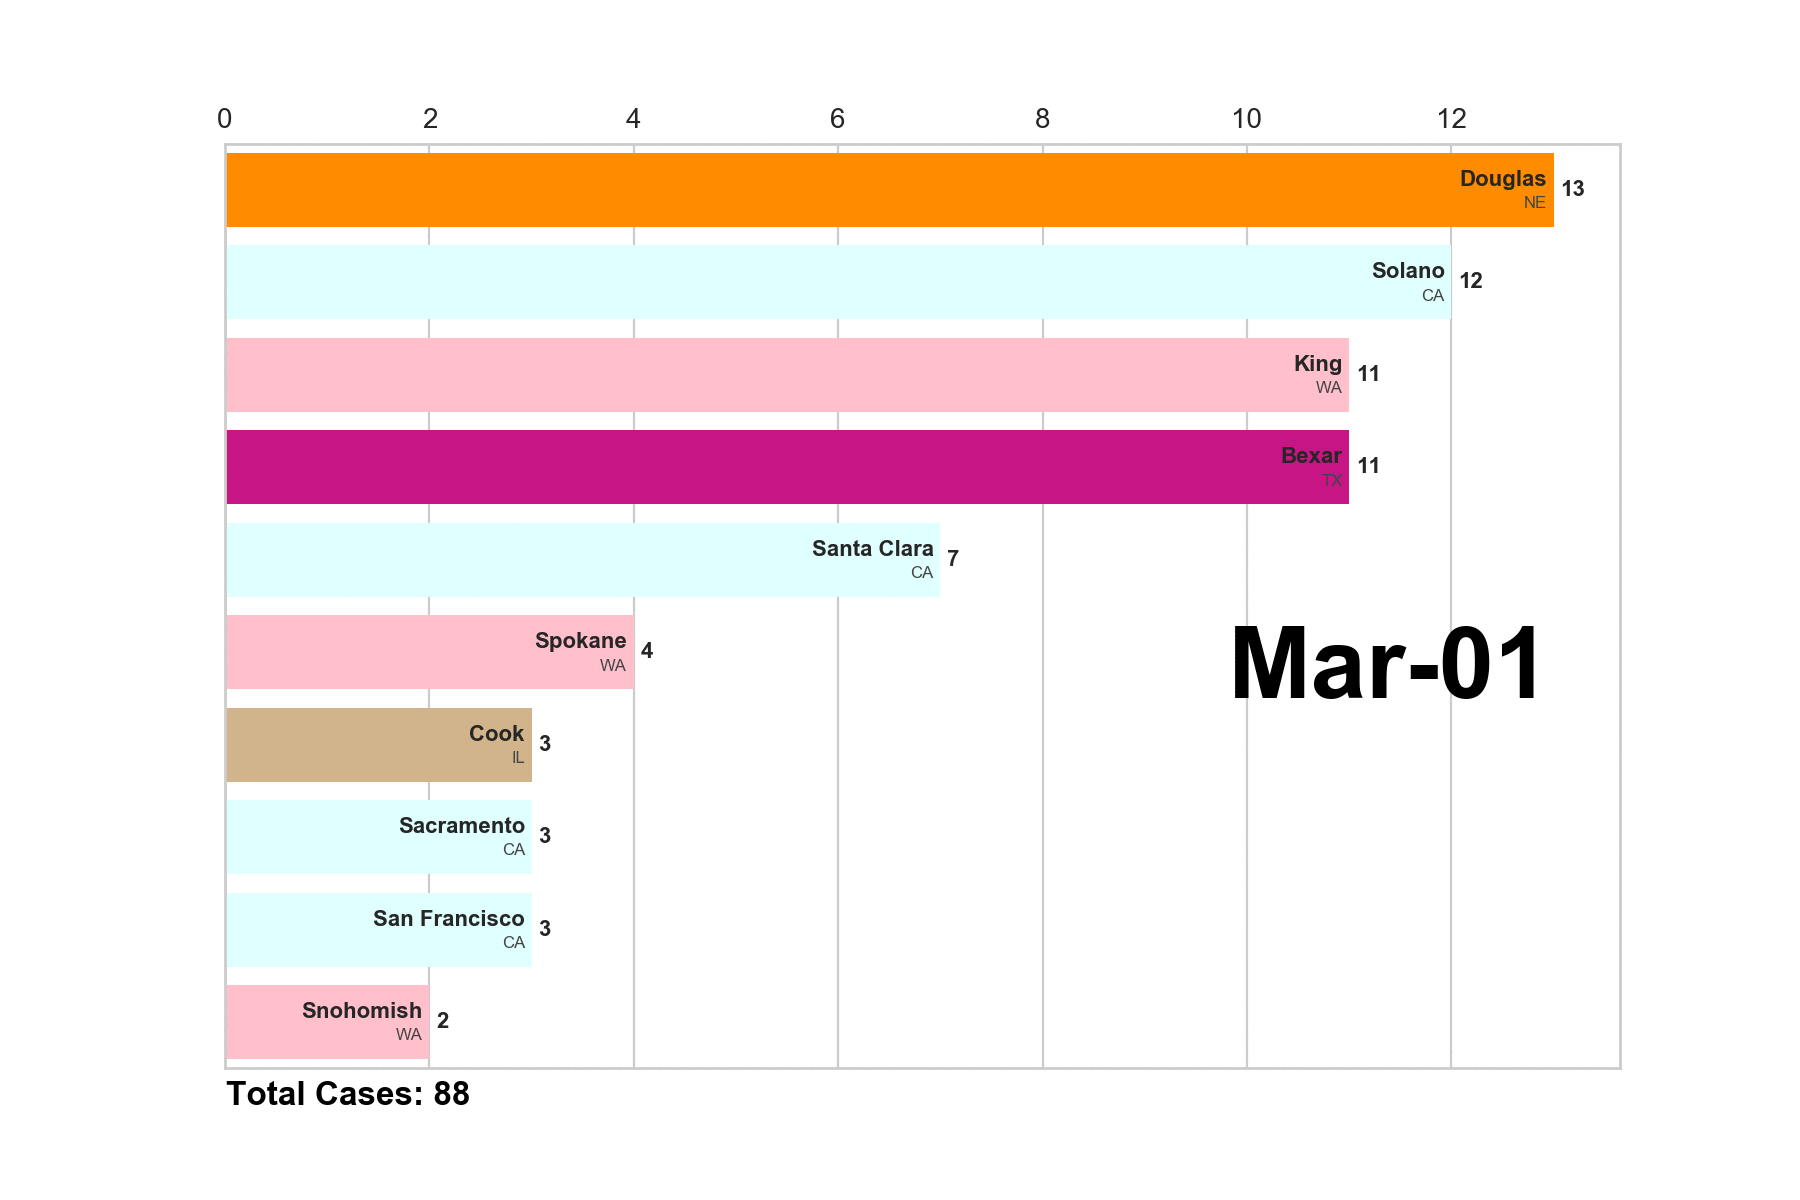 0 2 4 6 8 10 12
Douglas
NE
13
Solano
CA
12
King
WA
11
Bexar
TX
11
Santa Clara
CA
7
Spokane
WA
4
Mar-01
Cook
IL
3
Sacramento
CA
3
San Francisco
CA
3
Snohomish
WA
2
Total Cases: 88